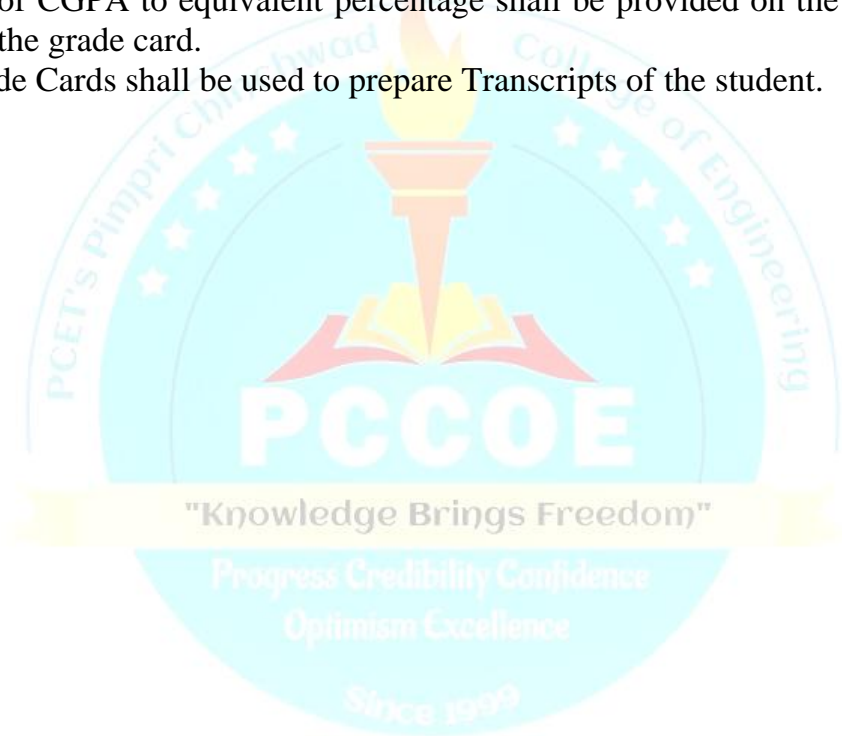 or CGPA to equivalent percentage shall be provided on the
the grade card.
de Cards shall be used to prepare Transcripts of the student.
PCET's Pimpri Chinchwad College of Engineering
PCCOE
"Knowledge Brings Freedom"
Progress Credibility Confidence
Optimism Excellence
Since 1999